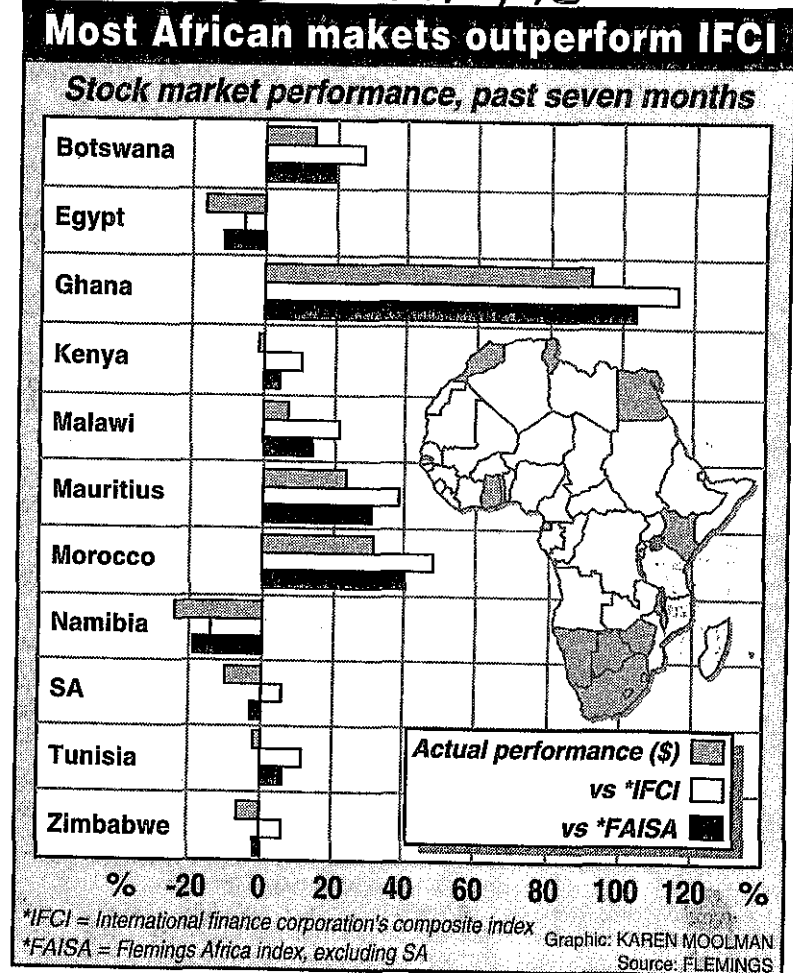 Most African makets outperform IFCI
Stock market performance, past seven months
Botswana
Egypt
Ghana
Kenya
Malawi
Mauritius
Morocco
Namibia
SA
Tunisia
Zimbabwe
Actual performance ($)
vs *IFCI
vs *FAISA
% -20 0 20 40 60 80 100 120 %
*IFCI = International finance corporation's composite index
*FAISA = Flemings Africa index, excluding SA
Graphic: KAREN MOOLMAN
Source: FLEMINGS